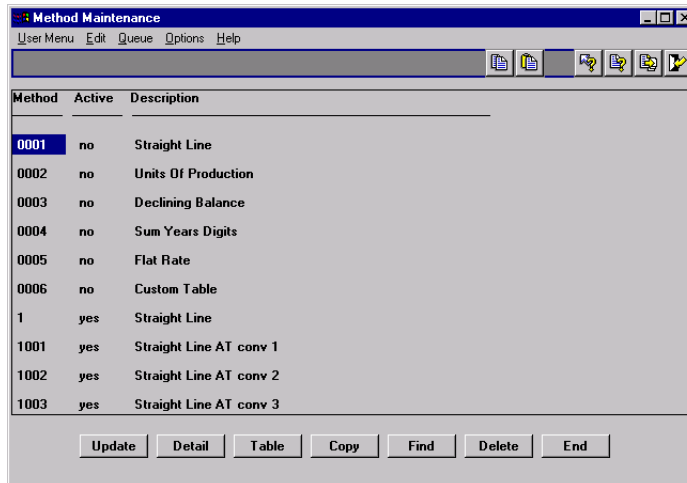 Method Maintenance
User Menu Edit Queue Options Help
Method Active Description
0001 no Straight Line
0002 no Units Of Production
0003 no Declining Balance
0004 no Sum Years Digits
0005 no Flat Rate
0006 no Custom Table
1 yes Straight Line
1001 yes Straight Line AT conv 1
1002 yes Straight Line AT conv 2
1003 yes Straight Line AT conv 3
Update Detail Table Copy Find Delete End